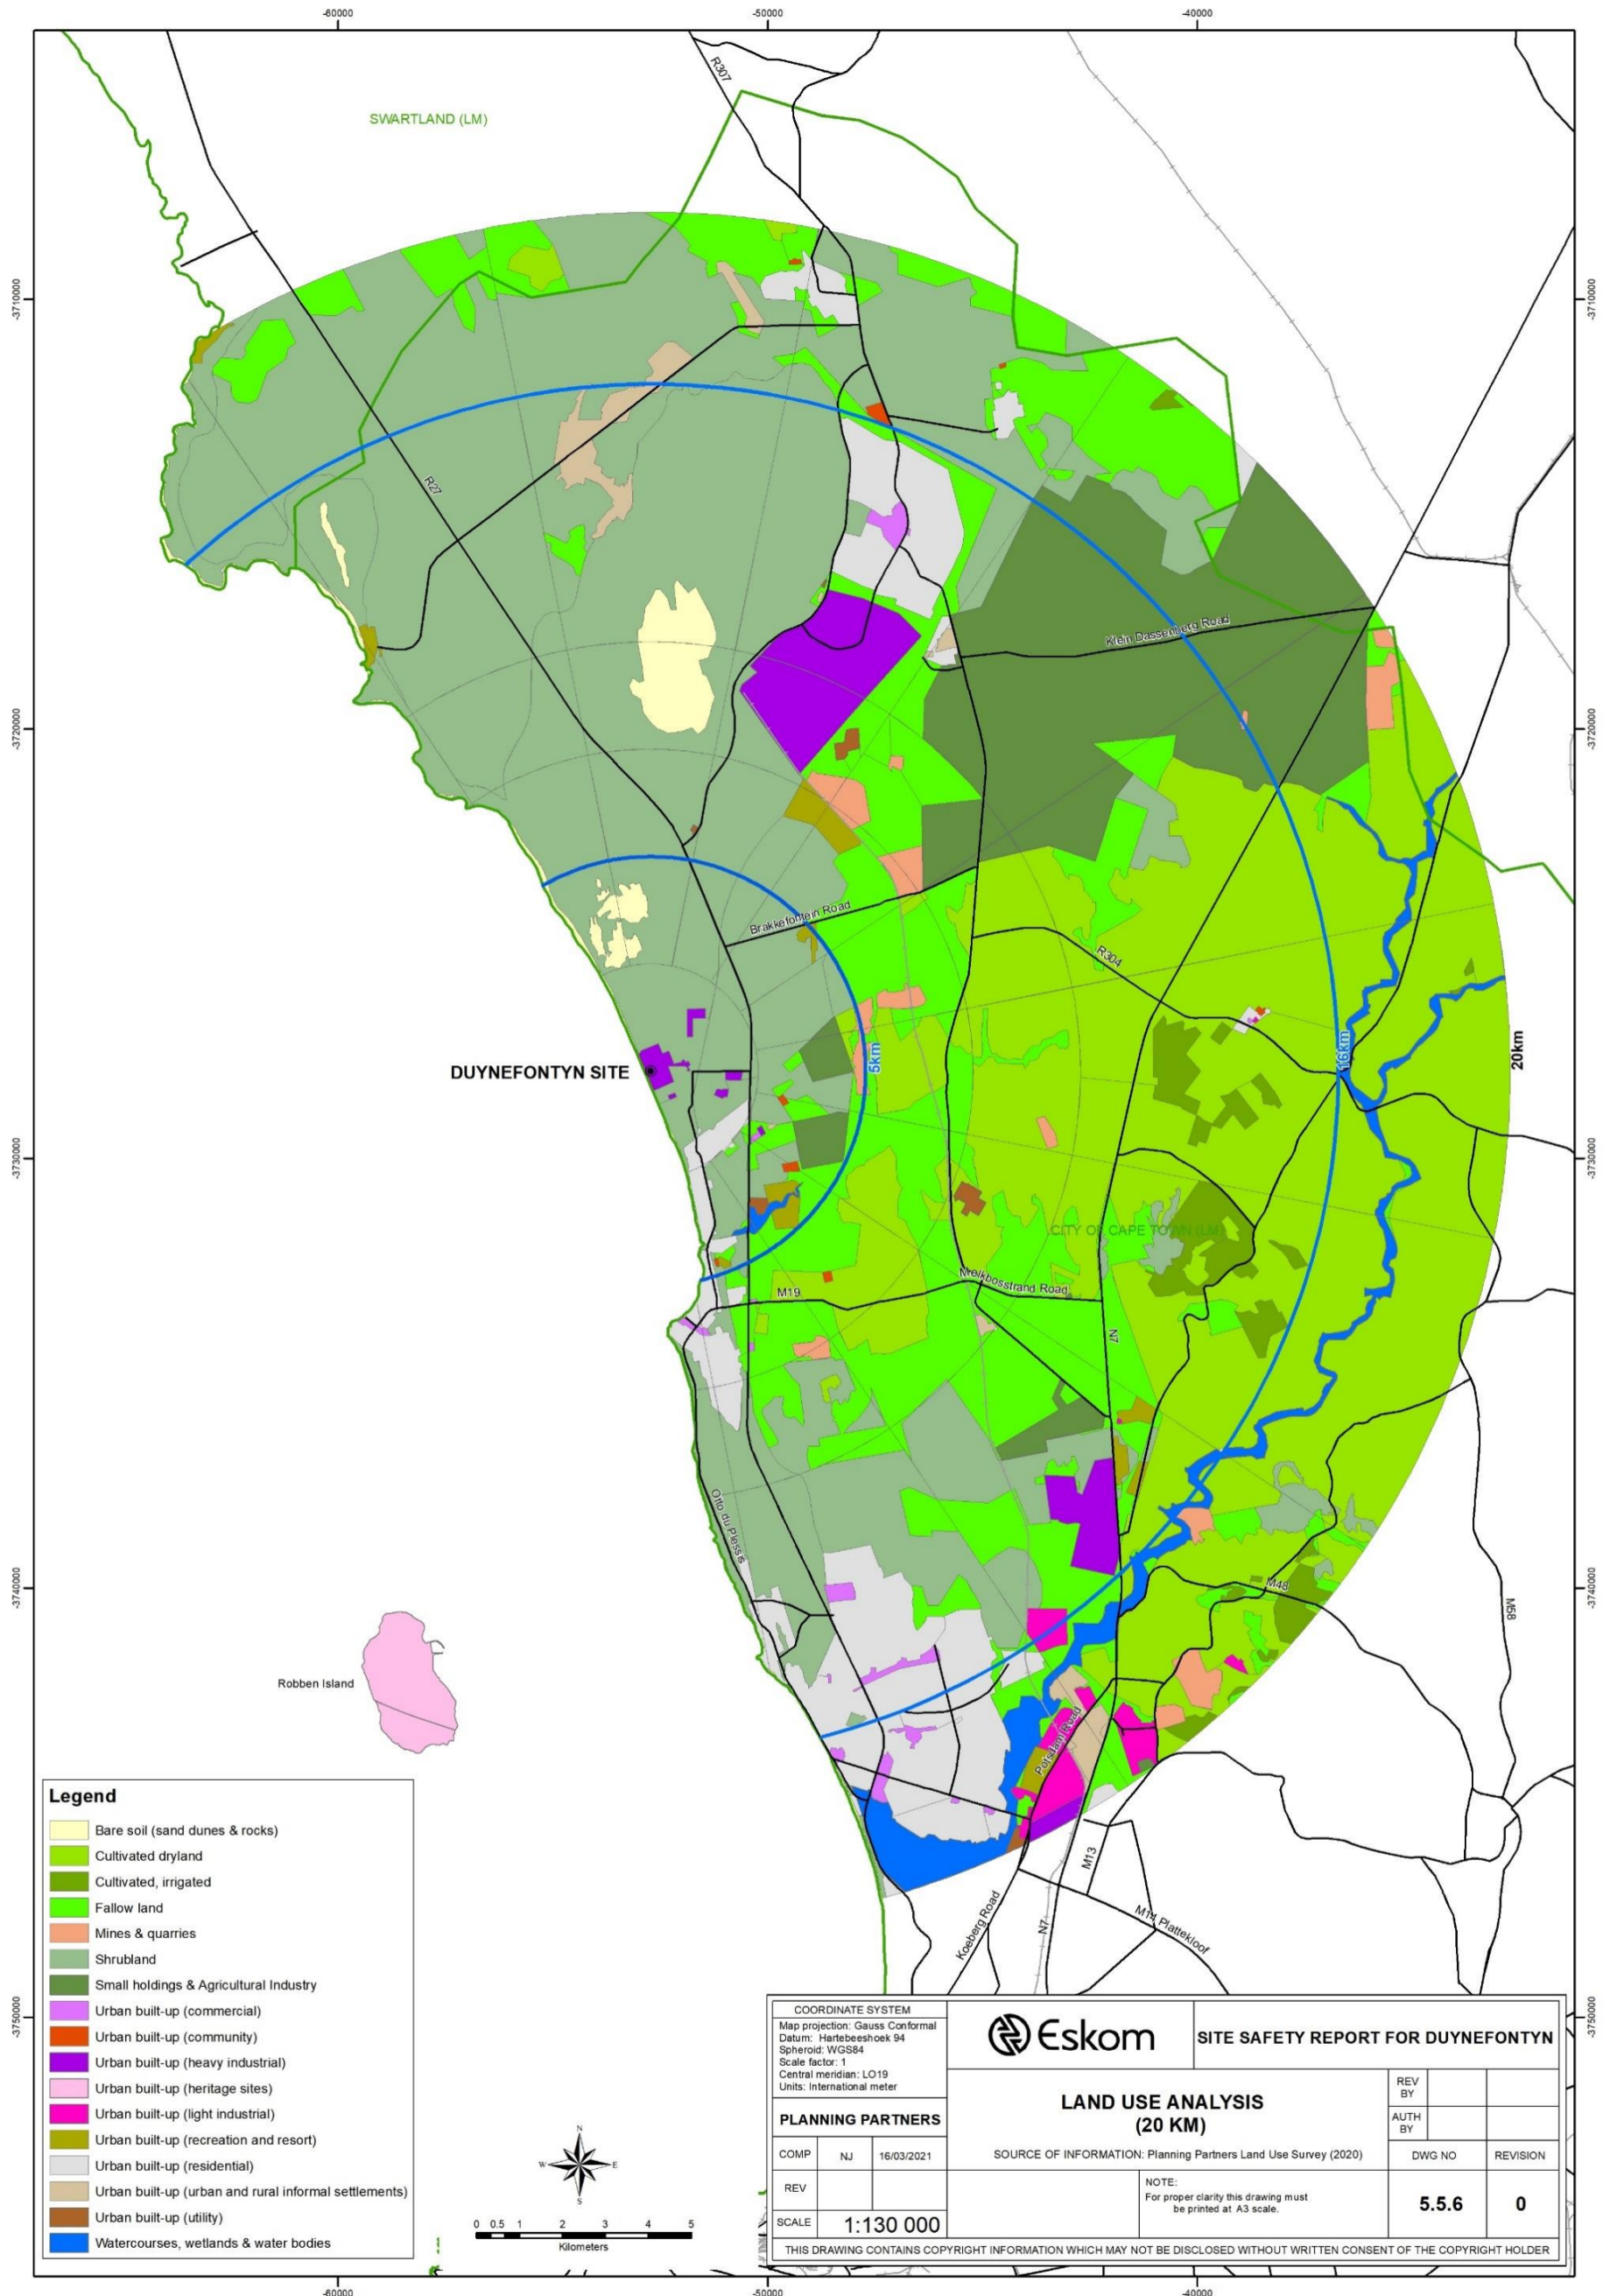 -60000
-50000
-40000
R307
SWARTLAND (LM)
-3710000
-3710000
R27
Klein Dassenberg Road
-3720000
-3720000
Brakkefontein Road
R304
DUYNEFONTYN SITE
5km
16km
20km
-3730000
-3730000
CITY OF CAPE TOWN (LM)
Melkbosstrand Road
M19
N7
Otto du Plessis
M48
M58
-3740000
-3740000
Robben Island
Potsdam Road
M13
Koeberg Road
N7
M14 Plattekloof
-3750000
-3750000
Legend
Bare soil (sand dunes & rocks)
Cultivated dryland
Cultivated, irrigated
Fallow land
Mines & quarries
Shrubland
Small holdings & Agricultural Industry
Urban built-up (commercial)
Urban built-up (community)
Urban built-up (heavy industrial)
Urban built-up (heritage sites)
Urban built-up (light industrial)
Urban built-up (recreation and resort)
Urban built-up (residential)
Urban built-up (urban and rural informal settlements)
Urban built-up (utility)
Watercourses, wetlands & water bodies
N
W E
S
0 0.5 1 2 3 4 5
Kilometers
COORDINATE SYSTEM
Map projection: Gauss Conformal
Datum: Hartebeeshoek 94
Spheroid: WGS84
Scale factor: 1
Central meridian: LO19
Units: International meter
PLANNING PARTNERS
COMP NJ 16/03/2021
REV
SCALE 1:130 000
Eskom
SITE SAFETY REPORT FOR DUYNEFONTYN
LAND USE ANALYSIS
(20 KM)
SOURCE OF INFORMATION: Planning Partners Land Use Survey (2020)
REV
BY
AUTH
BY
DWG NO REVISION
5.5.6 0
NOTE:
For proper clarity this drawing must
be printed at A3 scale.
THIS DRAWING CONTAINS COPYRIGHT INFORMATION WHICH MAY NOT BE DISCLOSED WITHOUT WRITTEN CONSENT OF THE COPYRIGHT HOLDER
-60000
-50000
-40000